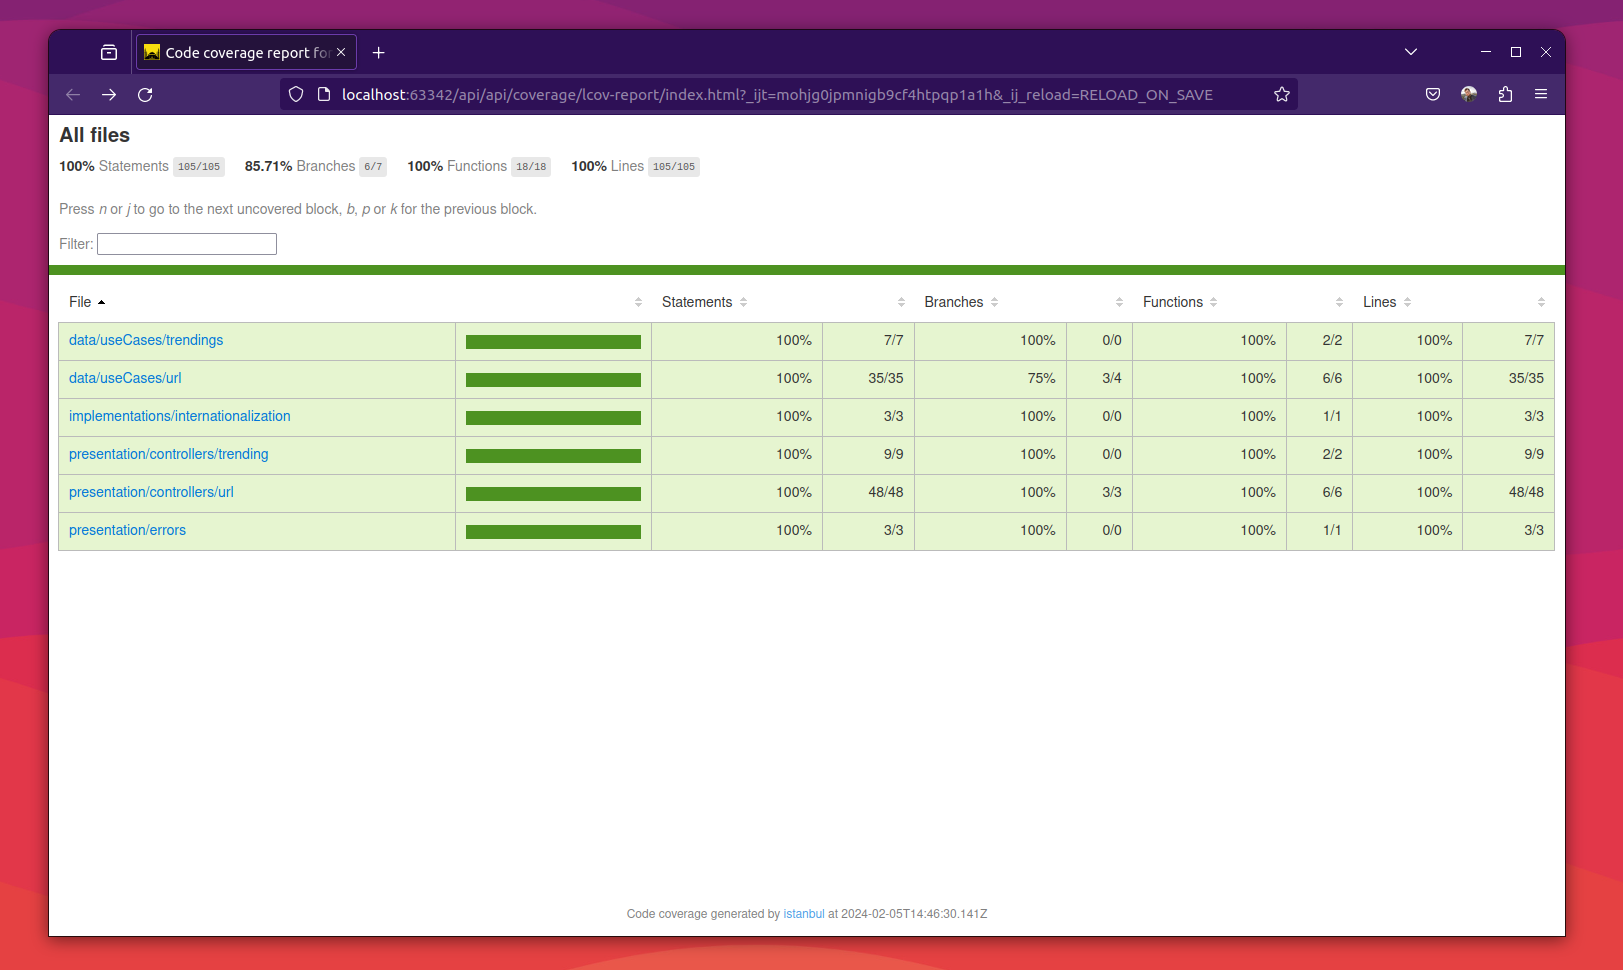 Code coverage report for
localhost:63342/api/api/coverage/lcov-report/index.html?_ijt=mohjg0jpmnigb9cf4htpqp1a1h&_ij_reload=RELOAD_ON_SAVE
All files
100% Statements 105/105 85.71% Branches 6/7 100% Functions 18/18 100% Lines 105/105
Press n or j to go to the next uncovered block, b, p or k for the previous block.
Filter:
File Statements Branches Functions Lines
data/useCases/trendings 100% 7/7 100% 0/0 100% 2/2 100% 7/7
data/useCases/url 100% 35/35 75% 3/4 100% 6/6 100% 35/35
implementations/internationalization 100% 3/3 100% 0/0 100% 1/1 100% 3/3
presentation/controllers/trending 100% 9/9 100% 0/0 100% 2/2 100% 9/9
presentation/controllers/url 100% 48/48 100% 3/3 100% 6/6 100% 48/48
presentation/errors 100% 3/3 100% 0/0 100% 1/1 100% 3/3
Code coverage generated by istanbul at 2024-02-05T14:46:30.141Z